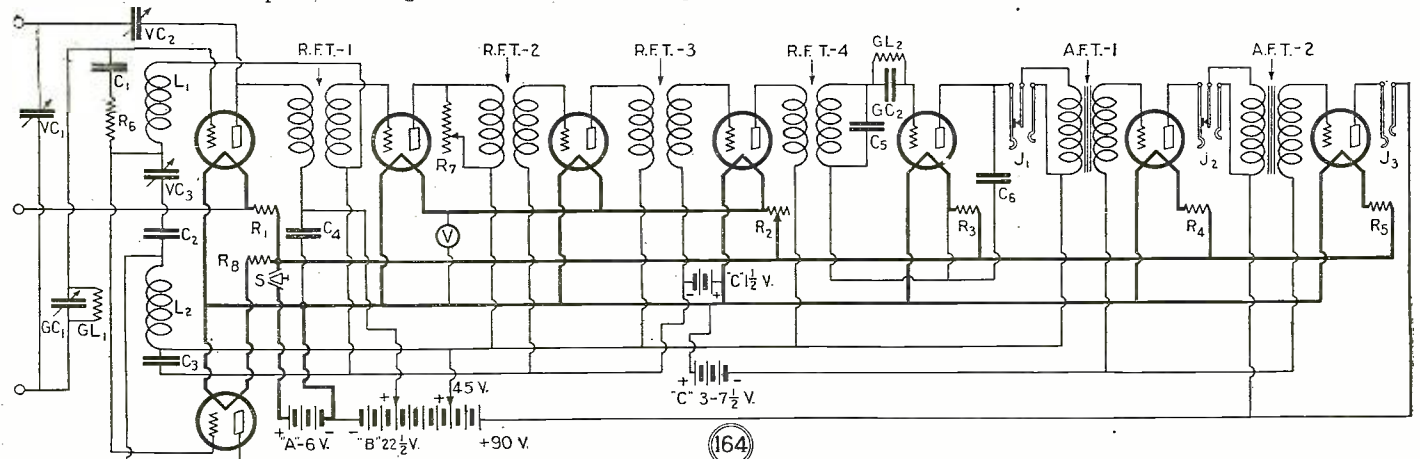 VC2
R.F.T.-1
R.F.T.-2
R.F.T.-3
R.F.T.-4
GL2
A.F.T.-1
A.F.T.-2
C1
L1
VC1
R6
GC2
C5
R7
J1
J2
J3
VC3
C6
R1
C2
C4
V
R2
R3
R4
R5
R8
S
"C" 1½ V.
- +
L2
GC1
GL1
C3
45 V.
+ +
+ -
"C" 3-7½ V.
+ - -
"A"-6 V.
"B" 22½ V.
+90 V.
164